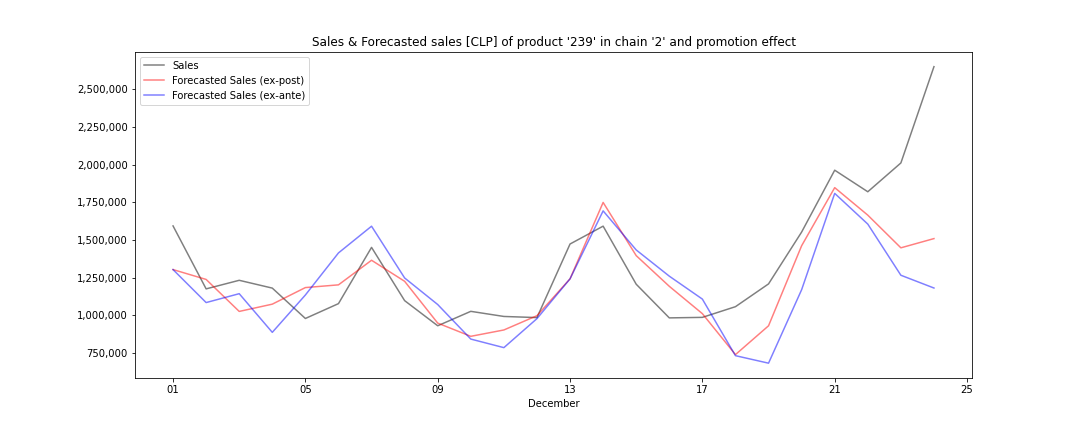 Sales & Forecasted sales [CLP] of product '239' in chain '2' and promotion effect
Sales
Forecasted Sales (ex-post)
Forecasted Sales (ex-ante)
2,500,000
2,250,000
2,000,000
1,750,000
1,500,000
1,250,000
1,000,000
750,000
01 05 09 13 17 21 25
December